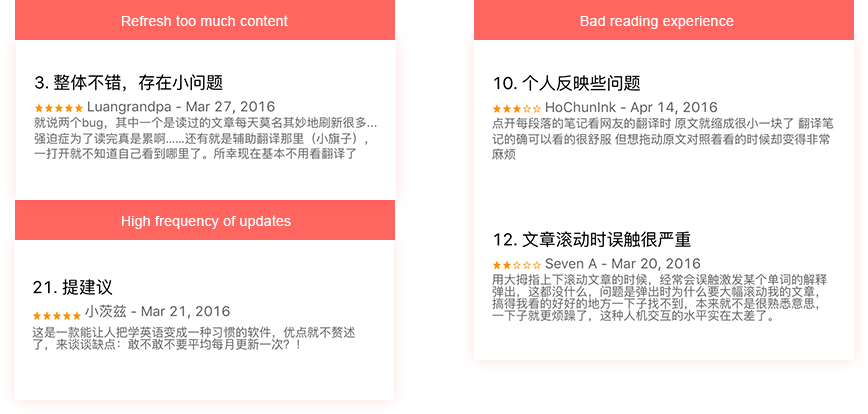 Refresh too much content
3. 整体不错，存在小问题
★★★★★ Luangrandpa - Mar 27, 2016
就说两个bug，其中一个是读过的文章每天莫名其妙地刷新很多...
强迫症为了读完真是累啊......还有就是辅助翻译那里（小旗子），
一打开就不知道自己看到哪里了。所幸现在基本不用看翻译了
High frequency of updates
21. 提建议
★★★★★ 小茨兹 - Mar 21, 2016
这是一款能让人把学英语变成一种习惯的软件，优点就不赘述
了，来谈谈缺点：敢不敢不要平均每月更新一次？！
Bad reading experience
10. 个人反映些问题
★★★☆☆ HoChunInk - Apr 14, 2016
点开每段落的笔记看网友的翻译时 原文就缩成很小一块了 翻译笔
记的确可以看的很舒服 但想拖动原文对照着看的时候却变得非常
麻烦
12. 文章滚动时误触很严重
★★☆☆☆ Seven A - Mar 20, 2016
用大拇指上下滚动文章的时候，经常会误触激发某个单词的解释
弹出，这都没什么，问题是弹出时为什么要大幅滚动我的文章，
搞得我看的好好的地方一下子找不到，本来就不是很熟悉意思，
一下子就更烦躁了，这种人机交互的水平实在太差了。